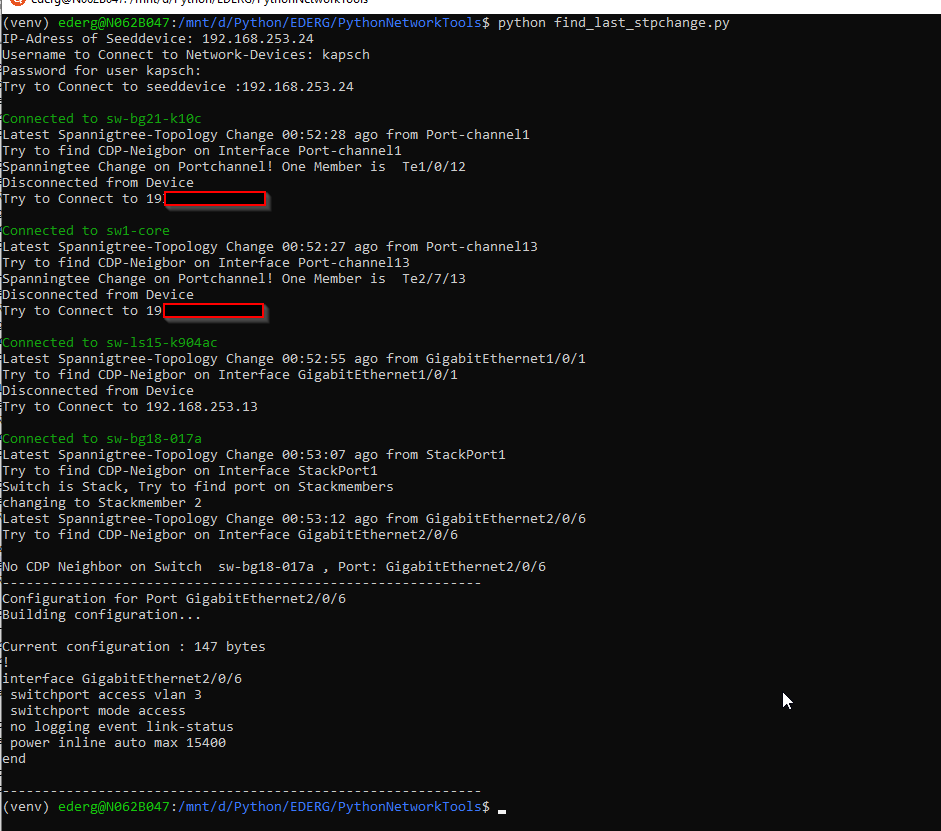 ederg@N062B047: /mnt/d/Python/EDERG/PythonNetworkTools
(venv) ederg@N062B047:/mnt/d/Python/EDERG/PythonNetworkTools$ python find_last_stpchange.py
IP-Adress of Seeddevice: 192.168.253.24
Username to Connect to Network-Devices: kapsch
Password for user kapsch:
Try to Connect to seeddevice :192.168.253.24
Connected to sw-bg21-k10c
Latest Spannigtree-Topology Change 00:52:28 ago from Port-channel1
Try to find CDP-Neigbor on Interface Port-channel1
Spanningtee Change on Portchannel! One Member is  Te1/0/12
Disconnected from Device
Try to Connect to 19
Connected to sw1-core
Latest Spannigtree-Topology Change 00:52:27 ago from Port-channel13
Try to find CDP-Neigbor on Interface Port-channel13
Spanningtee Change on Portchannel! One Member is  Te2/7/13
Disconnected from Device
Try to Connect to 19
Connected to sw-ls15-k904ac
Latest Spannigtree-Topology Change 00:52:55 ago from GigabitEthernet1/0/1
Try to find CDP-Neigbor on Interface GigabitEthernet1/0/1
Disconnected from Device
Try to Connect to 192.168.253.13
Connected to sw-bg18-017a
Latest Spannigtree-Topology Change 00:53:07 ago from StackPort1
Try to find CDP-Neigbor on Interface StackPort1
Switch is Stack, Try to find port on Stackmembers
changing to Stackmember 2
Latest Spannigtree-Topology Change 00:53:12 ago from GigabitEthernet2/0/6
Try to find CDP-Neigbor on Interface GigabitEthernet2/0/6
No CDP Neighbor on Switch  sw-bg18-017a , Port: GigabitEthernet2/0/6
------------------------------------------------------------
Configuration for Port GigabitEthernet2/0/6
Building configuration...
Current configuration : 147 bytes
!
interface GigabitEthernet2/0/6
 switchport access vlan 3
 switchport mode access
 no logging event link-status
 power inline auto max 15400
end
------------------------------------------------------------
(venv) ederg@N062B047:/mnt/d/Python/EDERG/PythonNetworkTools$